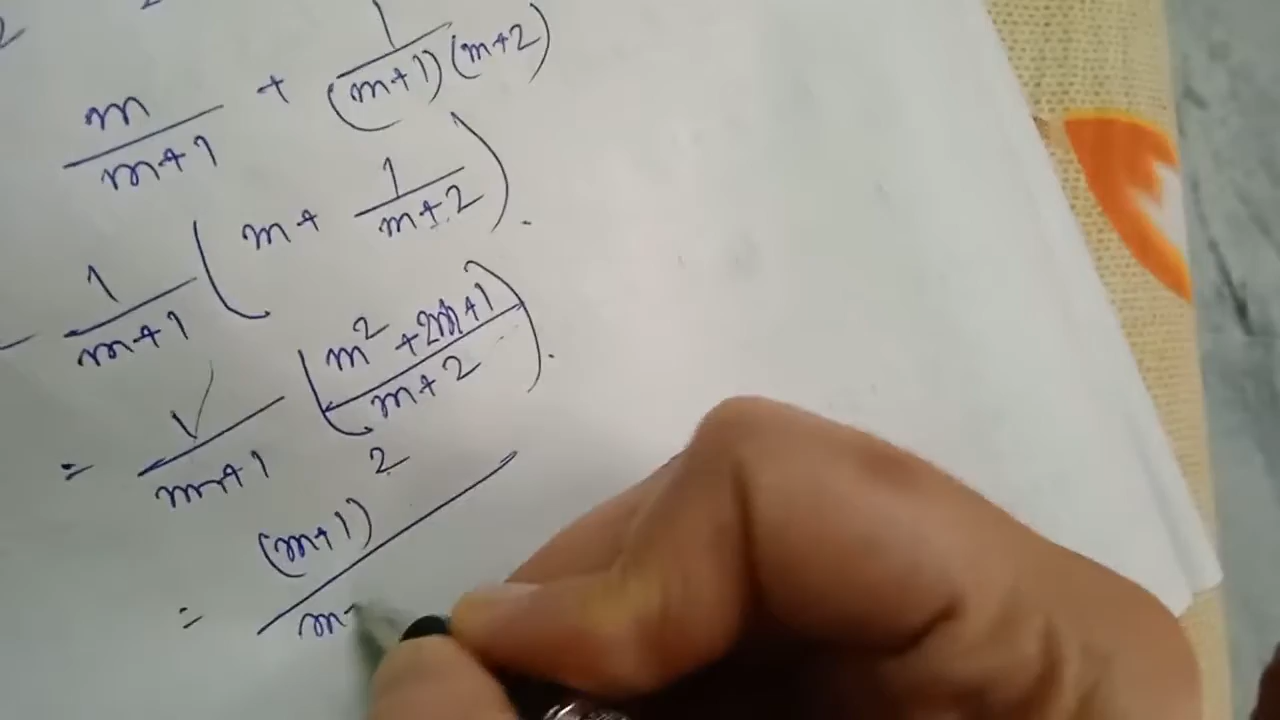 m/(m+1) + 1/((m+1)(m+2))
1/(m+1) (m + 1/(m+2)).
= 1/(m+1) ((m²+2m+1)/(m+2)).
= (m+1)²/m